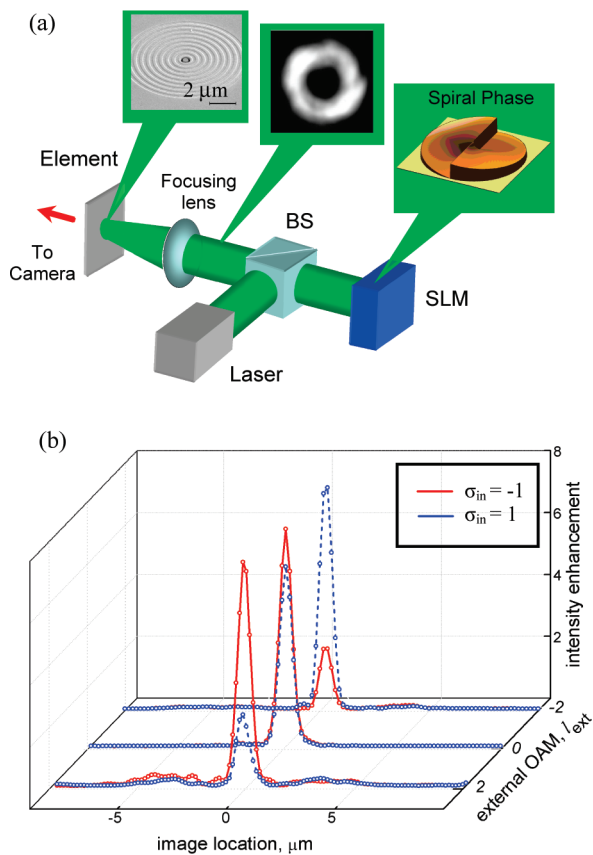 (a)
2 μm
Spiral Phase
Element
Focusing
lens
BS
To
Camera
SLM
Laser
(b)
8
6
4
2
intensity enhancement
σin = -1
σin = 1
-2
0
2
external OAM, lext
-5
0
5
image location, μm